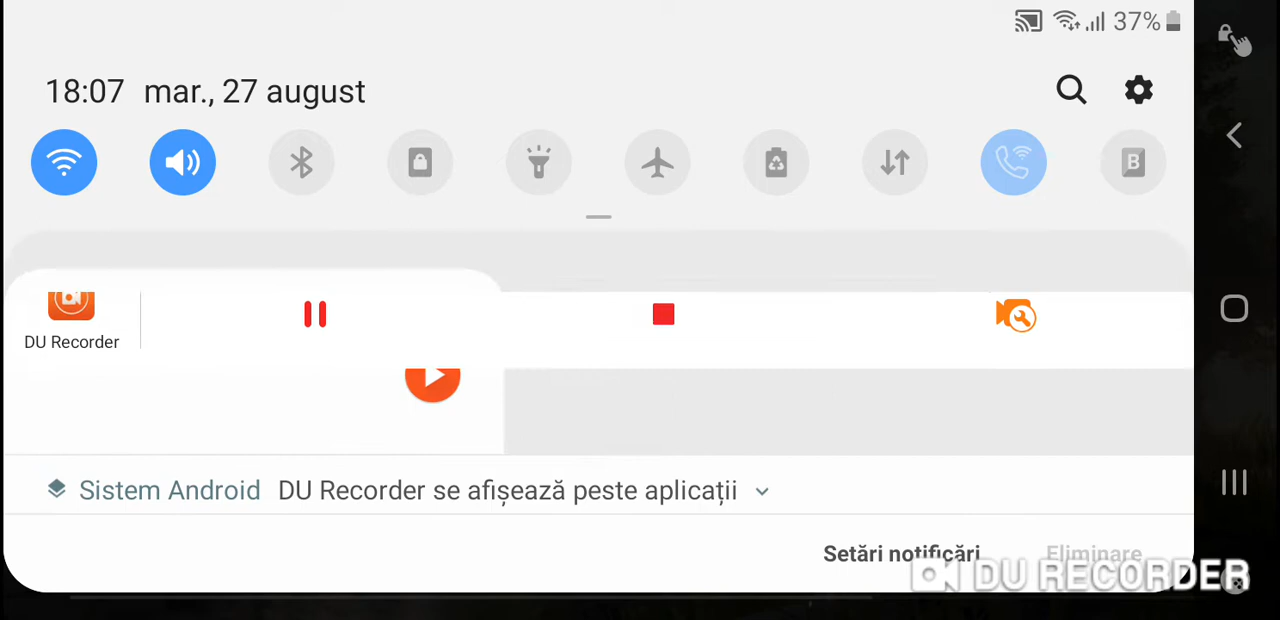 37%
18:07 mar., 27 august
B
DU Recorder
Sistem Android DU Recorder se afișează peste aplicații
Setări notificări Eliminare
DU RECORDER